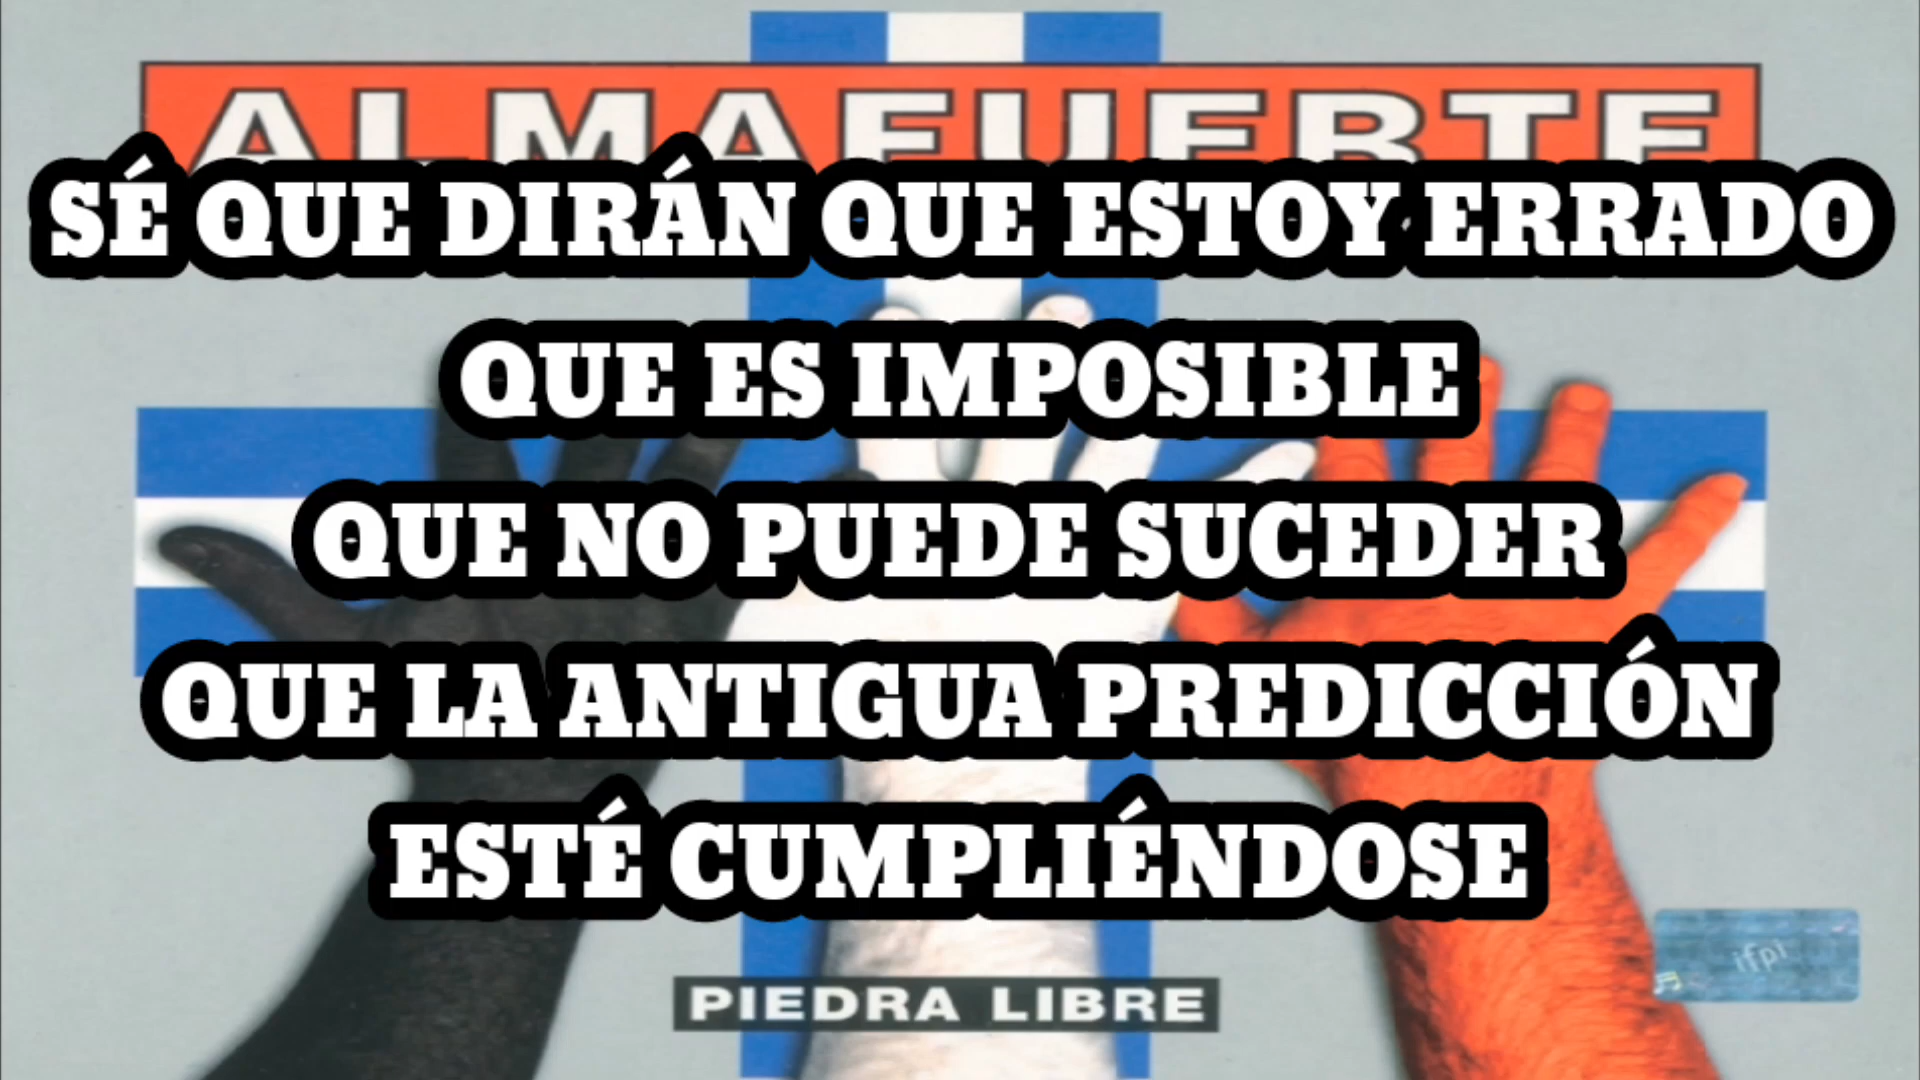 ALMAFUERTE
SÉ QUE DIRÁN QUE ESTOY ERRADO
QUE ES IMPOSIBLE
QUE NO PUEDE SUCEDER
QUE LA ANTIGUA PREDICCIÓN
ESTÉ CUMPLIÉNDOSE
ifpi
PIEDRA LIBRE